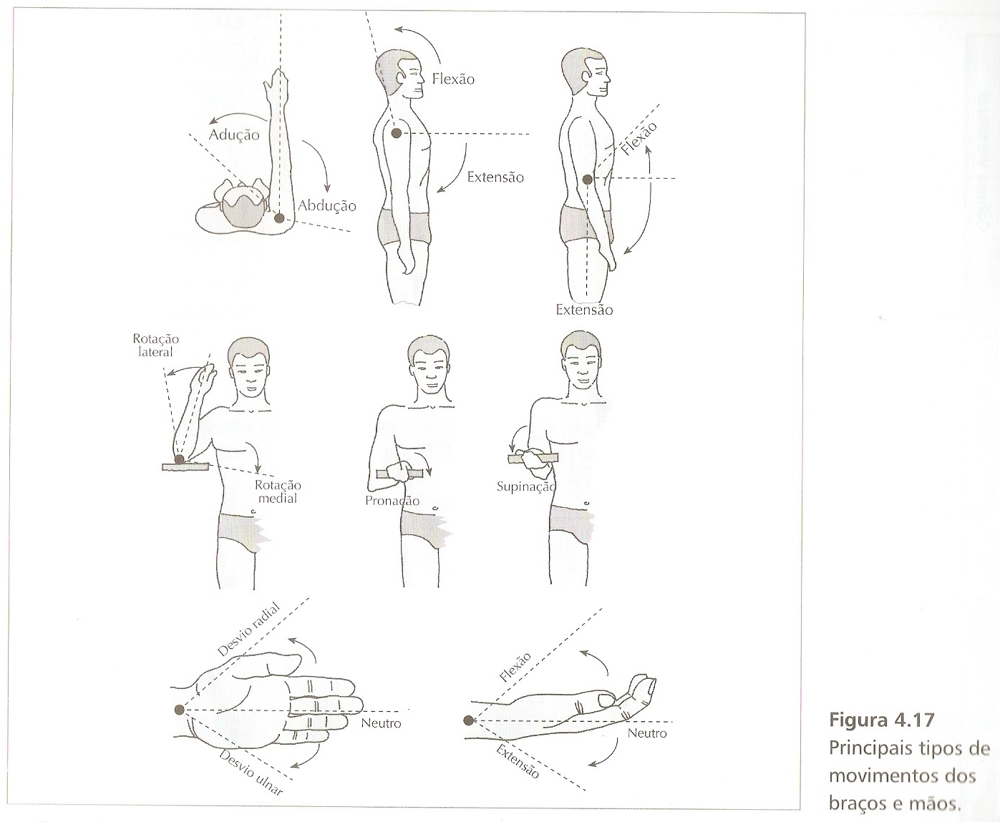 Flexão
Adução
Abdução
Extensão
Flexão
Extensão
Rotação
lateral
Rotação
medial
Pronação
Supinação
Desvio radial
Neutro
Desvio ulnar
Flexão
Neutro
Extensão
Figura 4.17
Principais tipos de
movimentos dos
braços e mãos.